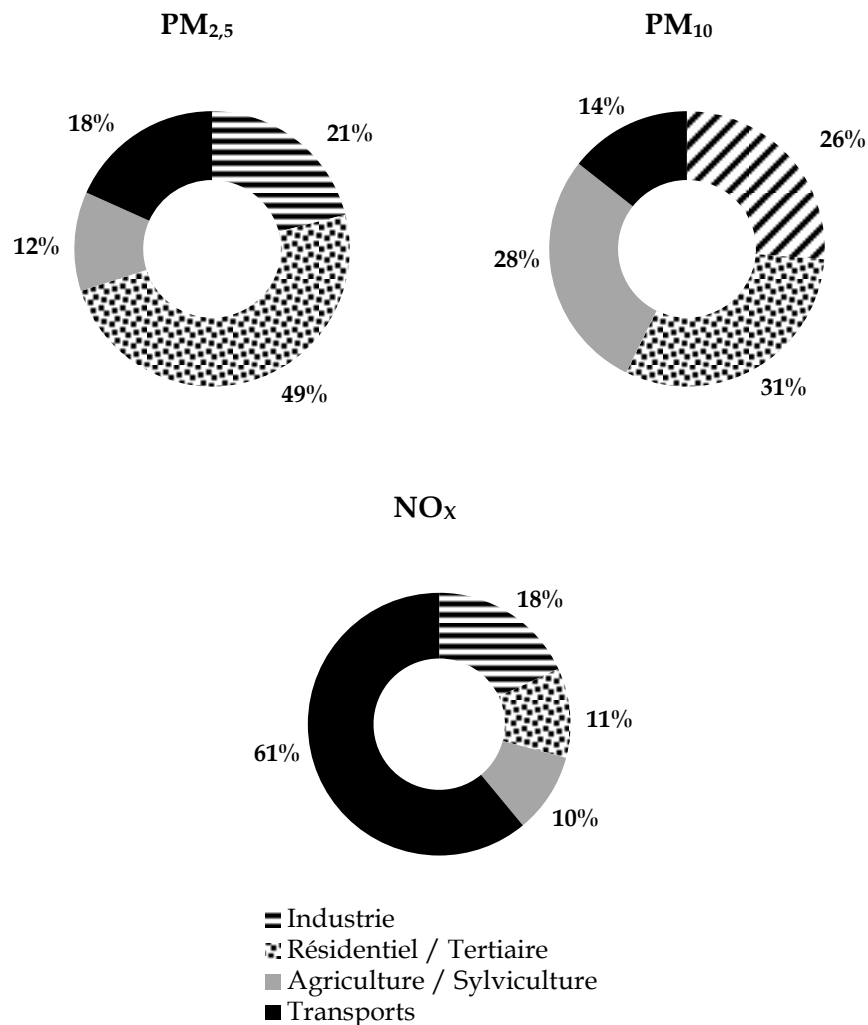 PM2,5
PM10
18%
21%
12%
49%
14%
26%
28%
31%
NOX
18%
61%
11%
10%
Industrie
Résidentiel / Tertiaire
Agriculture / Sylviculture
Transports